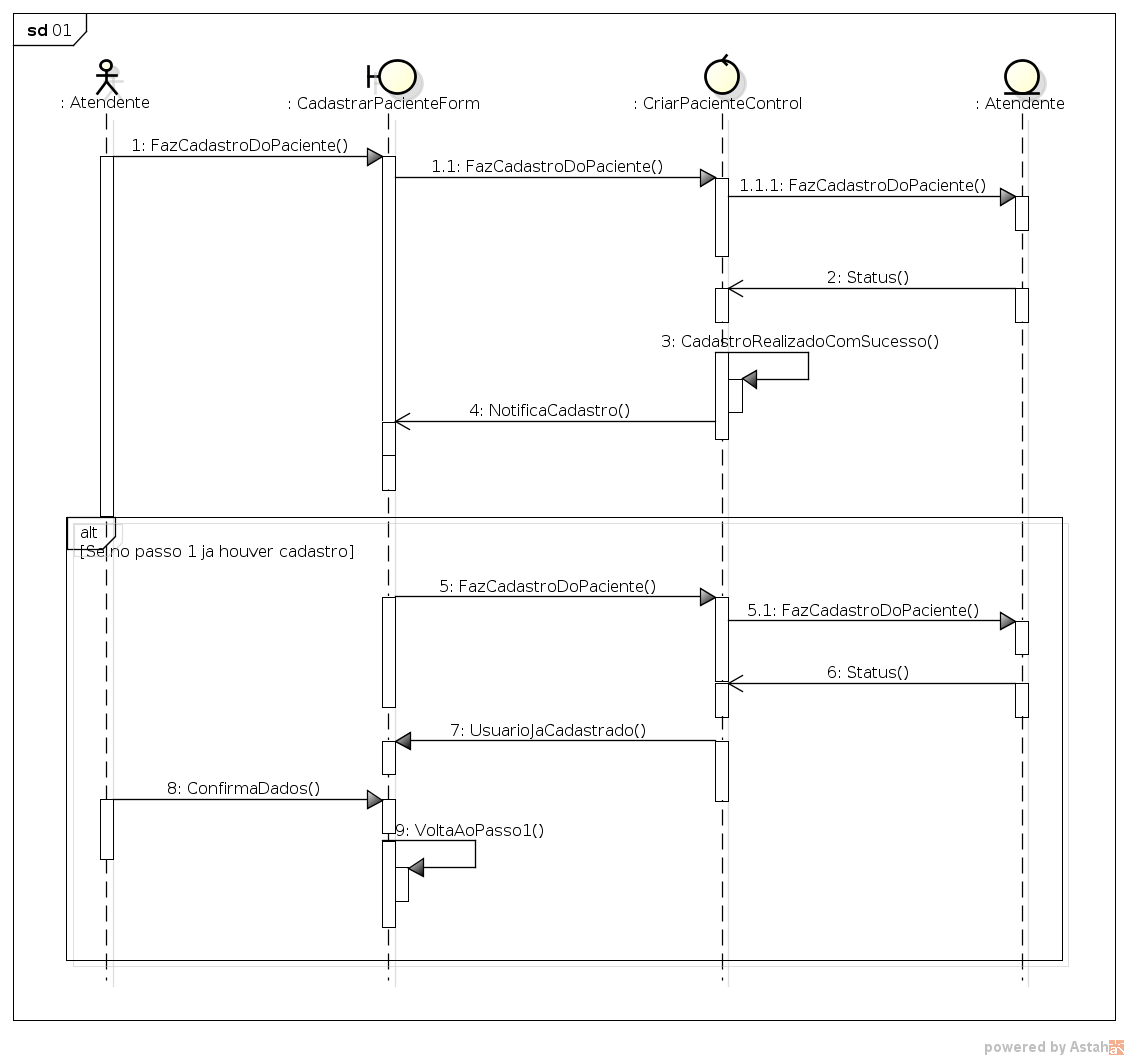 sd 01
: Atendente
: CadastrarPacienteForm
: CriarPacienteControl
: Atendente
1: FazCadastroDoPaciente()
1.1: FazCadastroDoPaciente()
1.1.1: FazCadastroDoPaciente()
2: Status()
3: CadastroRealizadoComSucesso()
4: NotificaCadastro()
alt
[Se no passo 1 ja houver cadastro]
5: FazCadastroDoPaciente()
5.1: FazCadastroDoPaciente()
6: Status()
7: UsuarioJaCadastrado()
8: ConfirmaDados()
9: VoltaAoPasso1()
powered by Astah